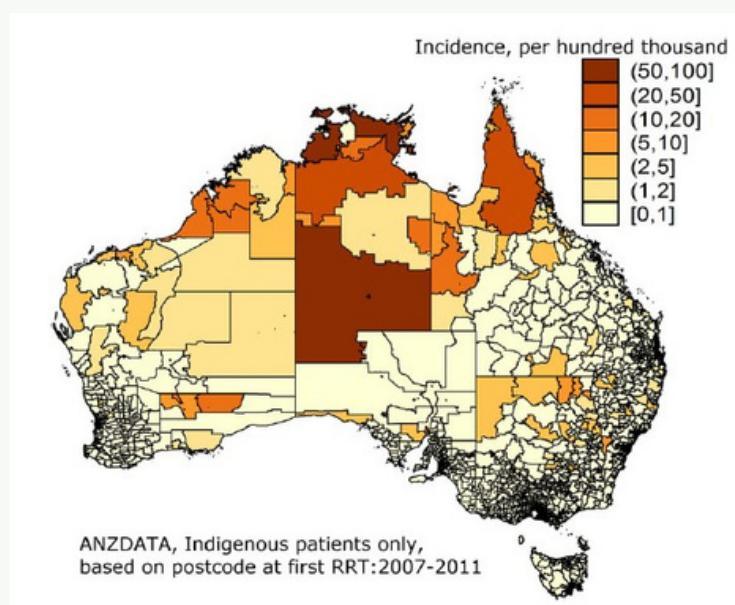 Incidence, per hundred thousand
(50,100]
(20,50]
(10,20]
(5,10]
(2,5]
(1,2]
[0,1]
ANZDATA, Indigenous patients only,
based on postcode at first RRT:2007-2011